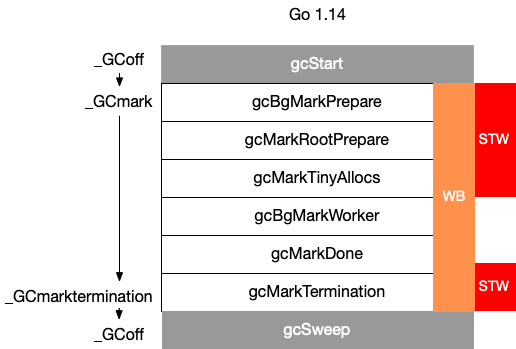 Go 1.14
_GCoff
gcStart
_GCmark
gcBgMarkPrepare
gcMarkRootPrepare
STW
gcMarkTinyAllocs
WB
gcBgMarkWorker
gcMarkDone
_GCmarktermination
gcMarkTermination
STW
_GCoff
gcSweep